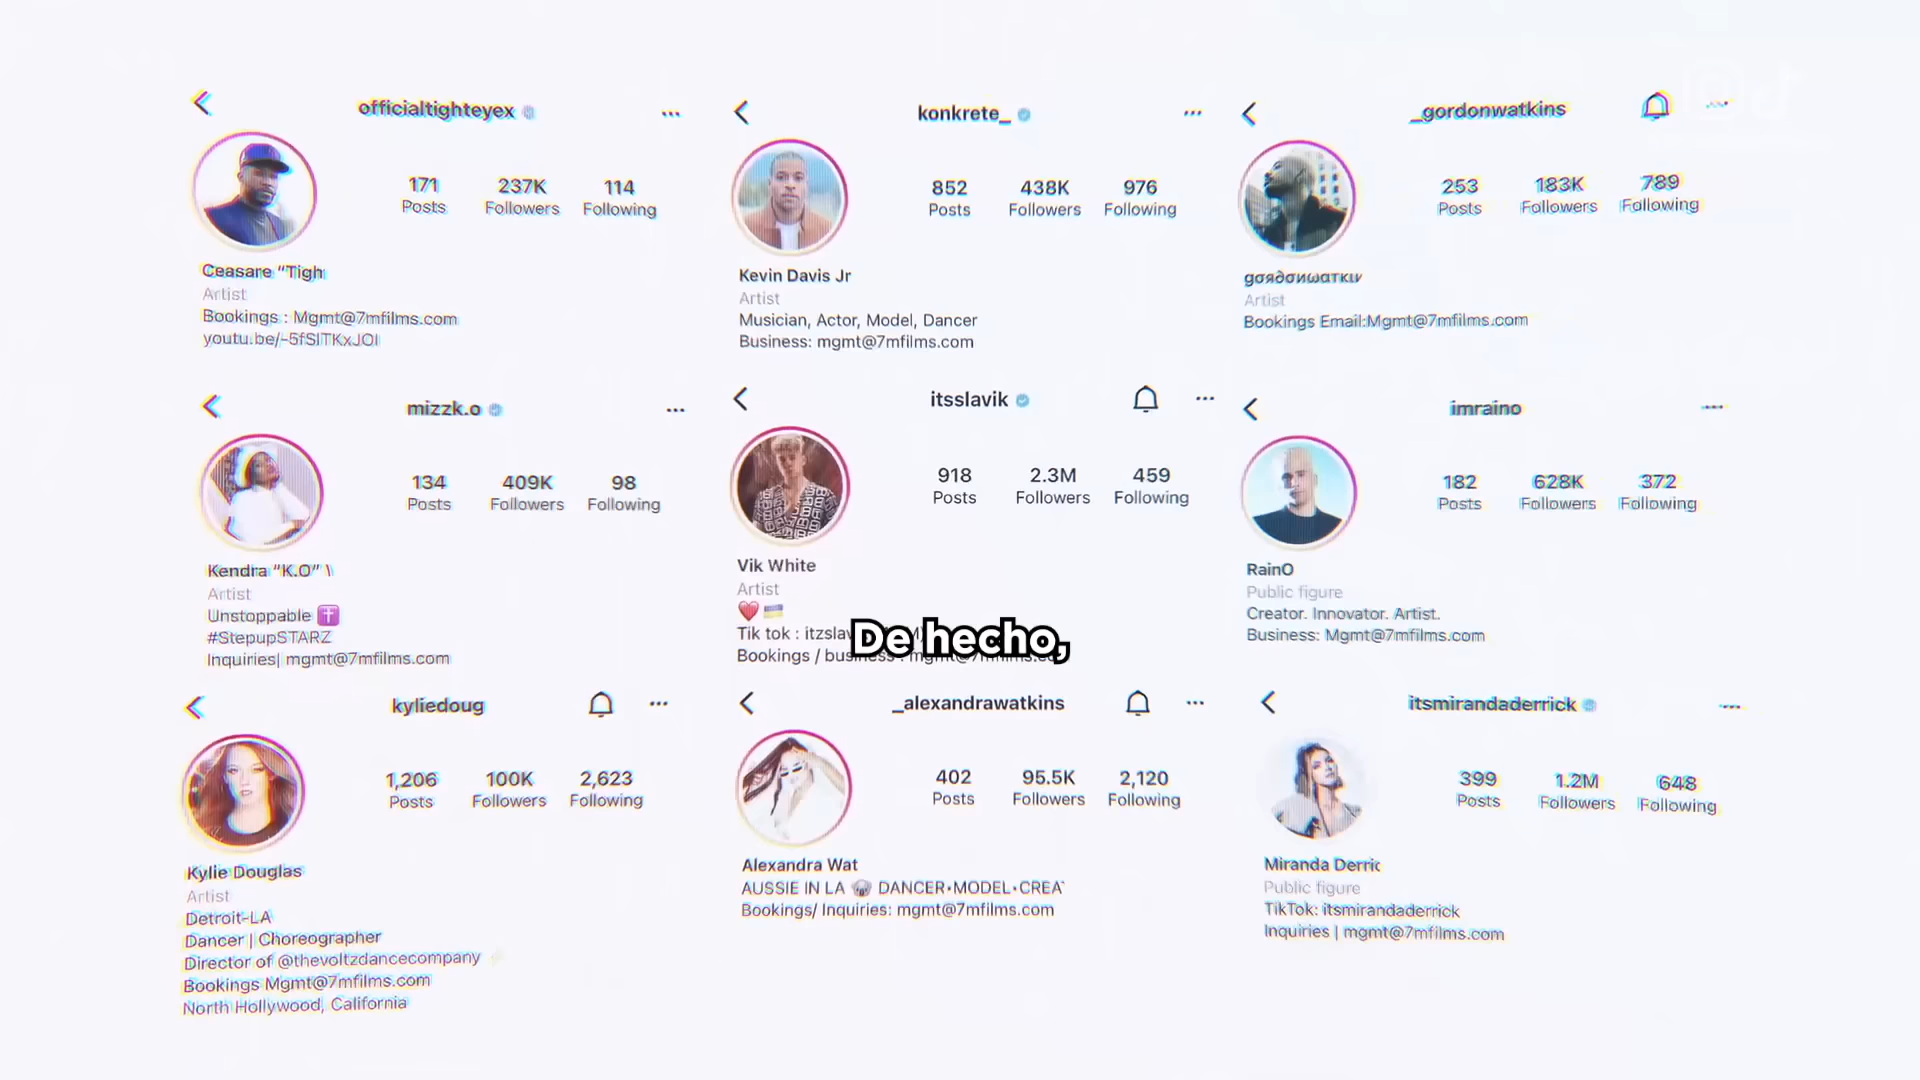 officialtighteyex
171 237K 114
Posts Followers Following
Ceasare “Tigh
Artist
Bookings : Mgmt@7mfilms.com
youtu.be/-5fSITKxJOI
konkrete_
852 438K 976
Posts Followers Following
Kevin Davis Jr
Artist
Musician, Actor, Model, Dancer
Business: mgmt@7mfilms.com
_gordonwatkins
253 183K 789
Posts Followers Following
gσя∂σиωαткιν
Artist
Bookings Email:Mgmt@7mfilms.com
mizzk.o
134 409K 98
Posts Followers Following
Kendra “K.O” \
Artist
Unstoppable ✝️
#StepupSTARZ
Inquiries| mgmt@7mfilms.com
itsslavik
918 2.3M 459
Posts Followers Following
Vik White
Artist
❤️ 🇺🇦
Tik tok : itzslav
Bookings / business : mgmt@7mfilms.co
De hecho,
imraino
182 628K 372
Posts Followers Following
RainO
Public figure
Creator. Innovator. Artist.
Business: Mgmt@7mfilms.com
kyliedoug
1,206 100K 2,623
Posts Followers Following
Kylie Douglas
Artist
Detroit-LA
Dancer | Choreographer
Director of @thevoltzdancecompany
Bookings Mgmt@7mfilms.com
North Hollywood, California
_alexandrawatkins
402 95.5K 2,120
Posts Followers Following
Alexandra Wat
AUSSIE IN LA 🐨 DANCER•MODEL•CREA
Bookings/ Inquiries: mgmt@7mfilms.com
itsmirandaderrick
399 1.2M 648
Posts Followers Following
Miranda Derric
Public figure
TikTok: itsmirandaderrick
Inquiries | mgmt@7mfilms.com